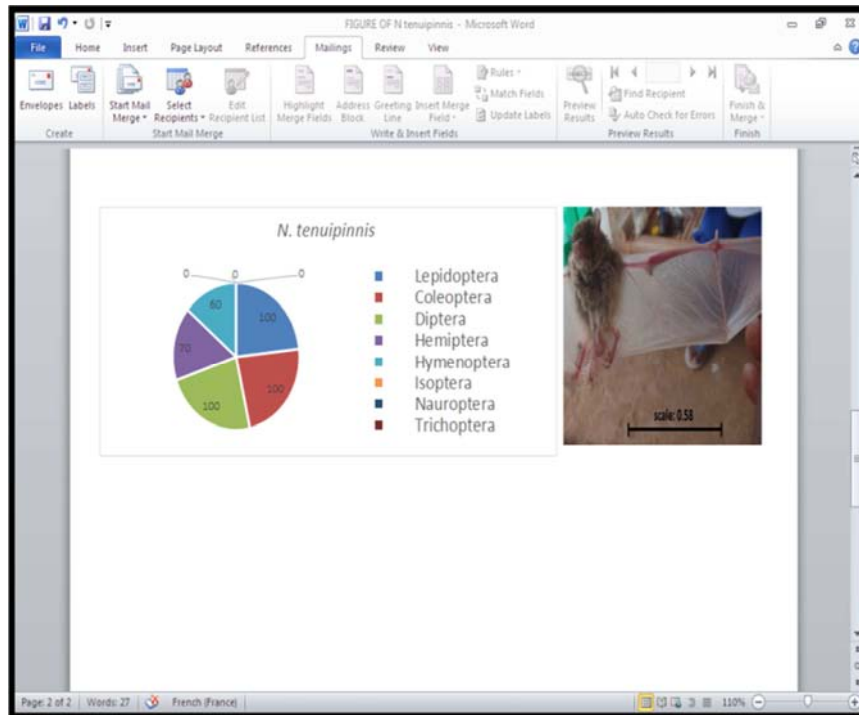 FIGURE OF N tenuipinnis - Microsoft Word
File Home Insert Page Layout References Mailings Review View
Envelopes Labels
Create
Start Mail Merge Select Recipients Edit Recipient List
Start Mail Merge
Highlight Merge Fields Address Block Greeting Line Insert Merge Field
Rules
Match Fields
Update Labels
Write & Insert Fields
Preview Results
Find Recipient
Auto Check for Errors
Preview Results
Finish & Merge
Finish
N. tenuipinnis
0 0 0
60 100
70
100 100
Lepidoptera
Coleoptera
Diptera
Hemiptera
Hymenoptera
Isoptera
Nauroptera
Trichoptera
scale: 0.58
Page: 2 of 2 Words: 27 French (France) 110%